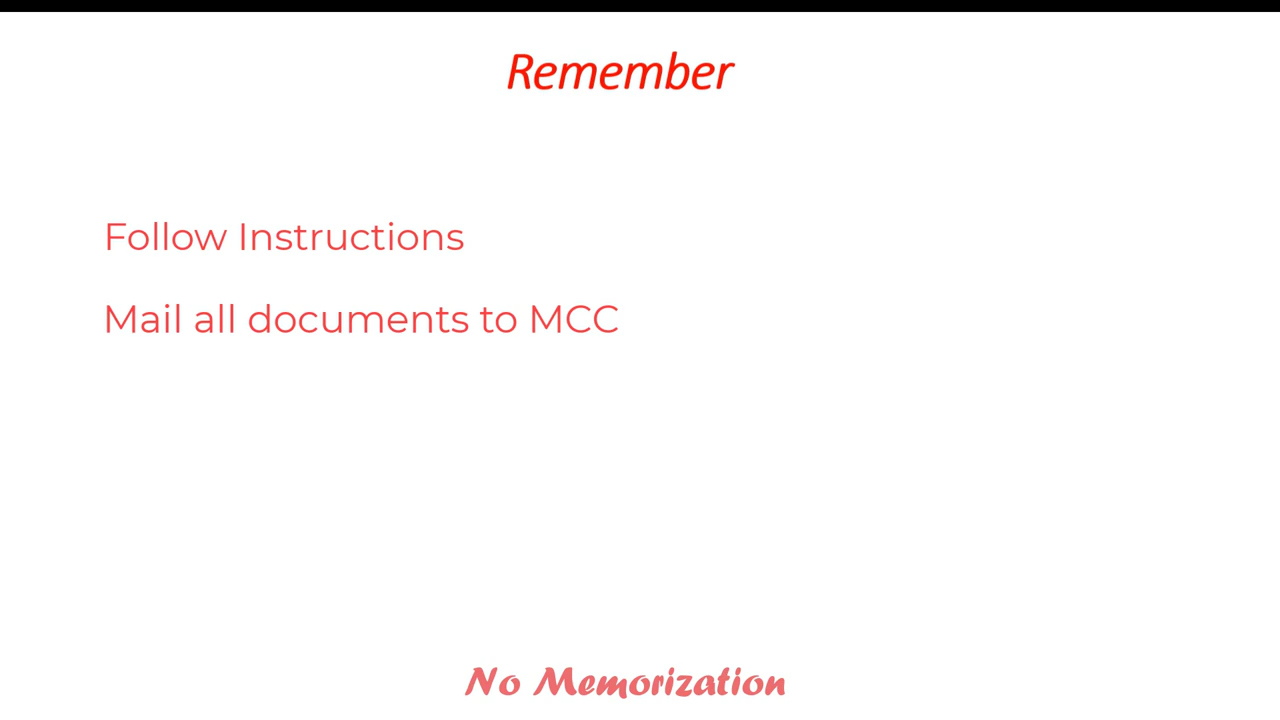 Remember
Follow Instructions
Mail all documents to MCC
No Memorization